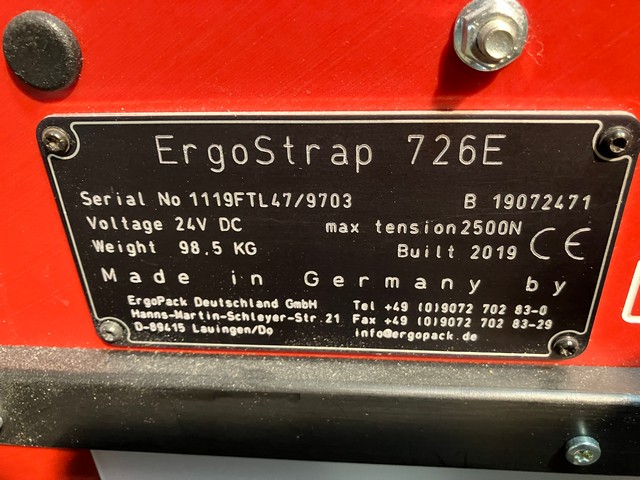 ErgoStrap 726E
Serial No 1119FTL47/9703 B 19072471
Voltage 24V DC max tension 2500N
Weight 98,5 KG Built 2019 CE
Made in Germany by
ErgoPack Deutschland GmbH Tel +49 (0)9072 702 83-0
Hanns-Martin-Schleyer-Str.21 Fax +49 (0)9072 702 83-29
D-89415 Lauingen/Do info@ergopack.de